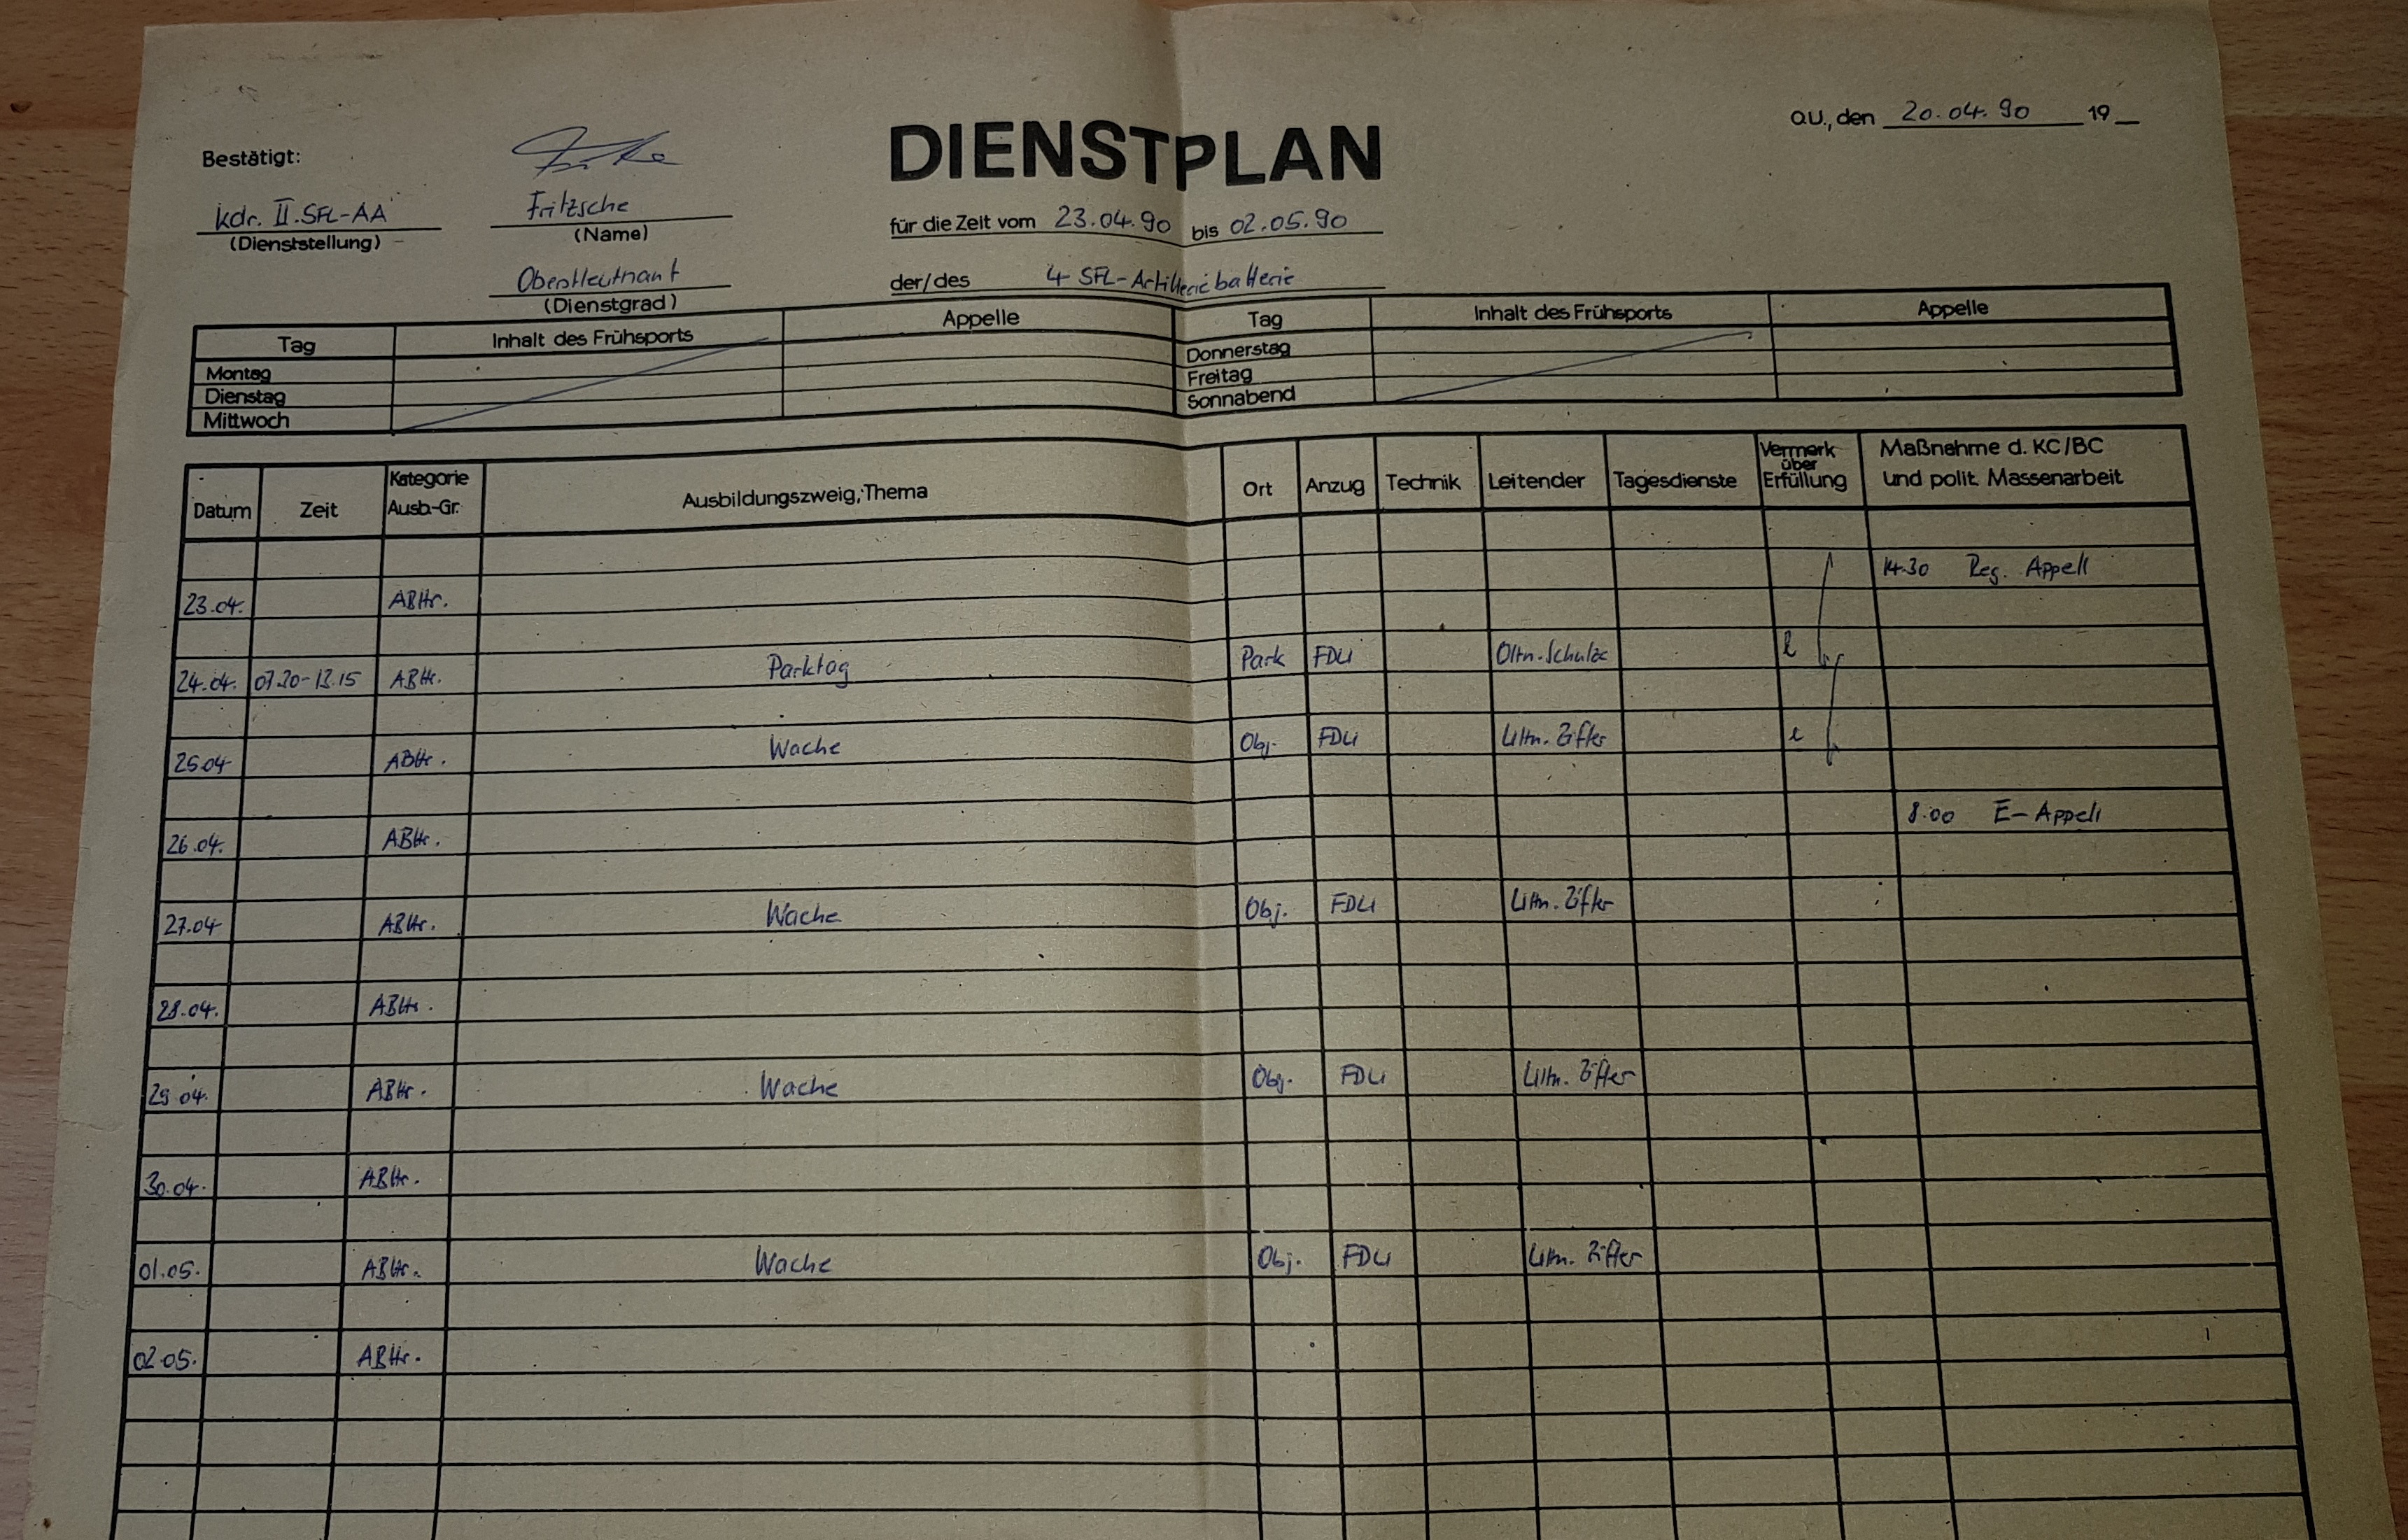 O.U., den 20.04.90 19
Bestätigt:
DIENSTPLAN
Kdr. II. SFL-AA Fritzsche
(Dienststellung) (Name)
für die Zeit vom 23.04.90 bis 02.05.90
Oberstleutnant
(Dienstgrad)
der/des 4 SFL-Artilleriebatterie
Tag Inhalt des Frühsports Appelle Tag Inhalt des Frühsports Appelle
Montag Donnerstag
Dienstag Freitag
Mittwoch Sonnabend
Datum Zeit Kategorie Ausb.-Gr. Ausbildungszweig, Thema Ort Anzug Technik Leitender Tagesdienste Vermerk über Erfüllung Maßnahme d. KC/BC und polit. Massenarbeit
14.30 Reg. Appell
23.04. ABttr.
24.04. 07.30-13.15 ABttr. Parktag Park FDU Oltn. Schulze
25.04 ABttr. Wache Obj. FDU Ultn. Zifler
8.00 E-Appell
26.04. ABttr.
27.04 ABttr. Wache Obj. FDU Ultn. Zifler
28.04. ABttr.
29.04. ABttr. Wache Obj. FDU Ultn. Zifler
30.04. ABttr.
01.05. ABttr. Wache Obj. FDU Ultn. Zifler
02.05. ABttr.